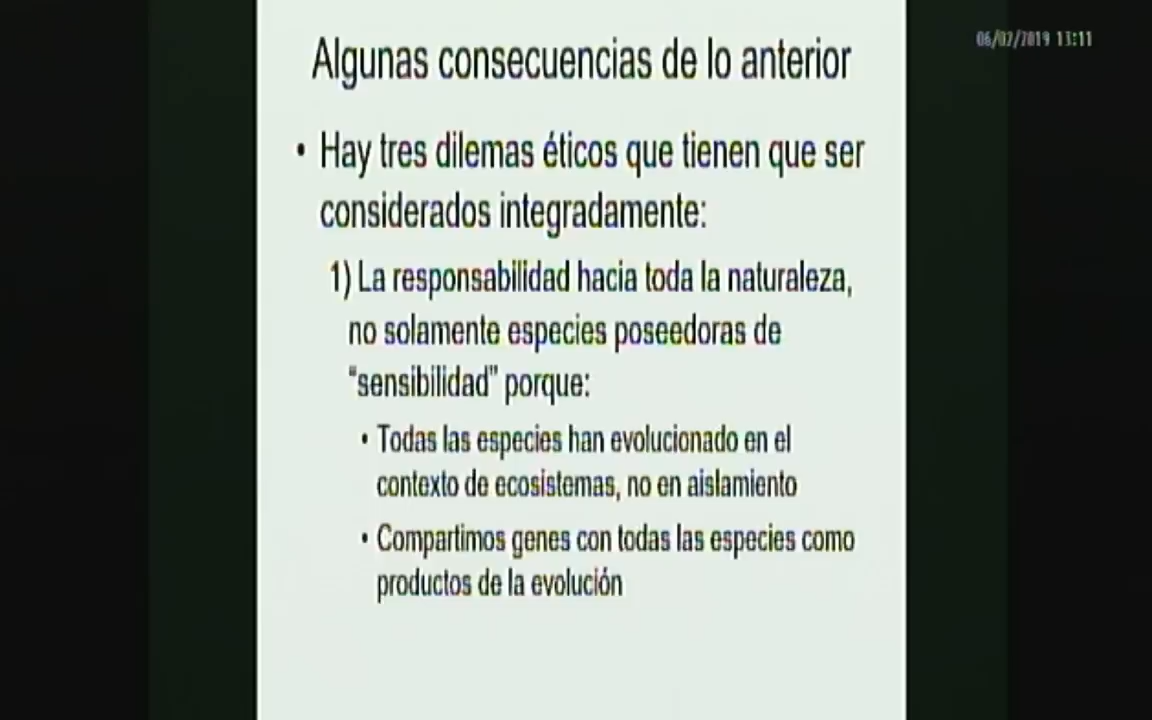 06/02/2019 13:11
Algunas consecuencias de lo anterior
• Hay tres dilemas éticos que tienen que ser
considerados integradamente:
1) La responsabilidad hacia toda la naturaleza,
no solamente especies poseedoras de
“sensibilidad” porque:
• Todas las especies han evolucionado en el
contexto de ecosistemas, no en aislamiento
• Compartimos genes con todas las especies como
productos de la evolución